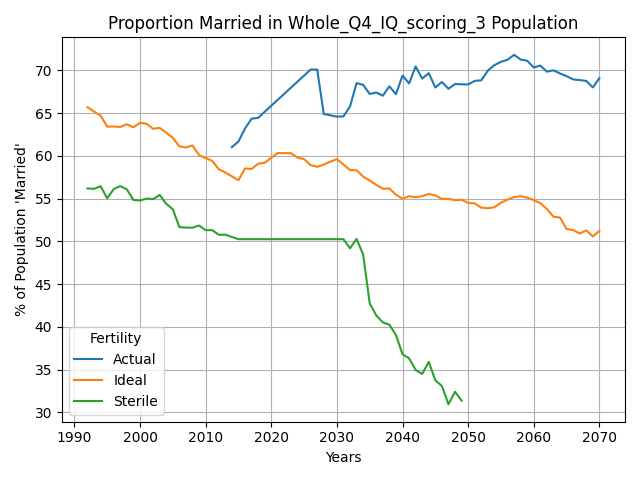 Proportion Married in Whole_Q4_IQ_scoring_3 Population
% of Population 'Married'
70
65
60
55
50
45
40
35
30
Fertility
Actual
Ideal
Sterile
1990 2000 2010 2020 2030 2040 2050 2060 2070
Years